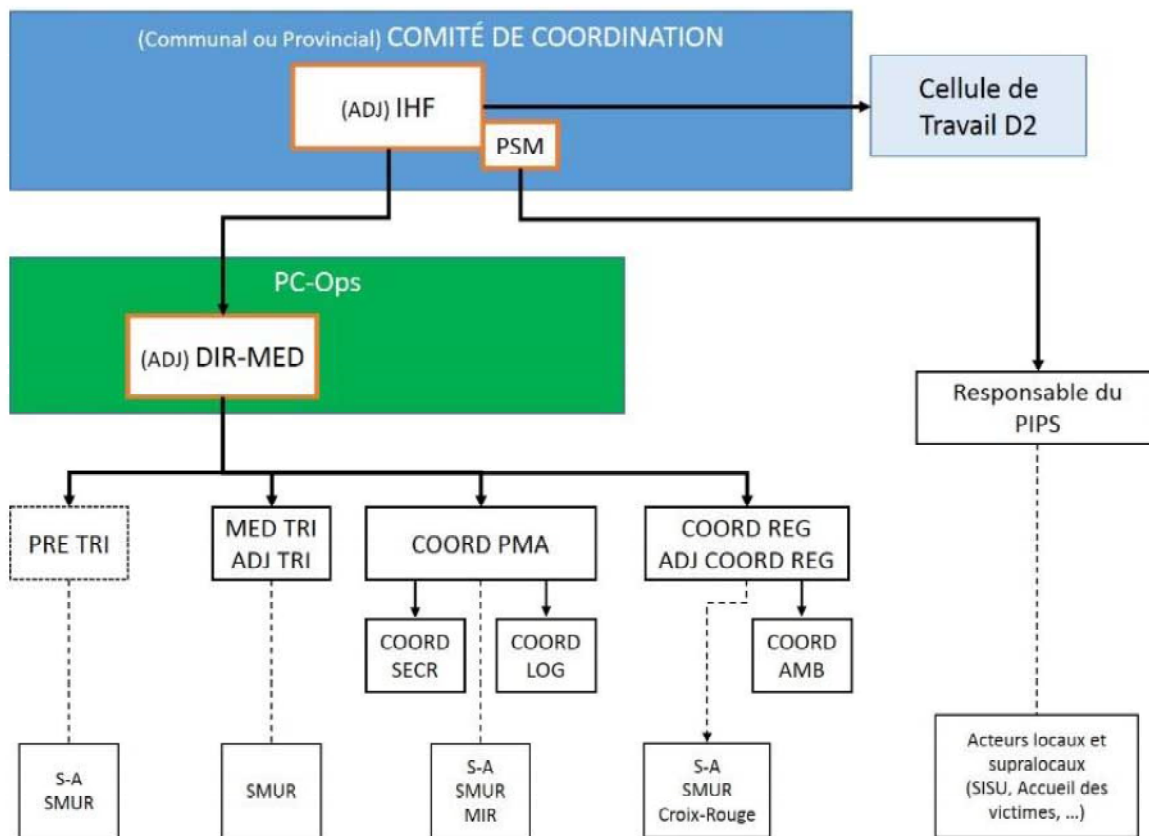 (Communal ou Provincial) COMITÉ DE COORDINATION
(ADJ) IHF
PSM
Cellule de
Travail D2
PC-Ops
(ADJ) DIR-MED
Responsable du
PIPS
PRE TRI
MED TRI
ADJ TRI
COORD PMA
COORD REG
ADJ COORD REG
COORD
SECR
COORD
LOG
COORD
AMB
S-A
SMUR
SMUR
S-A
SMUR
MIR
S-A
SMUR
Croix-Rouge
Acteurs locaux et
supralocaux
(SISU, Accueil des
victimes, ...)